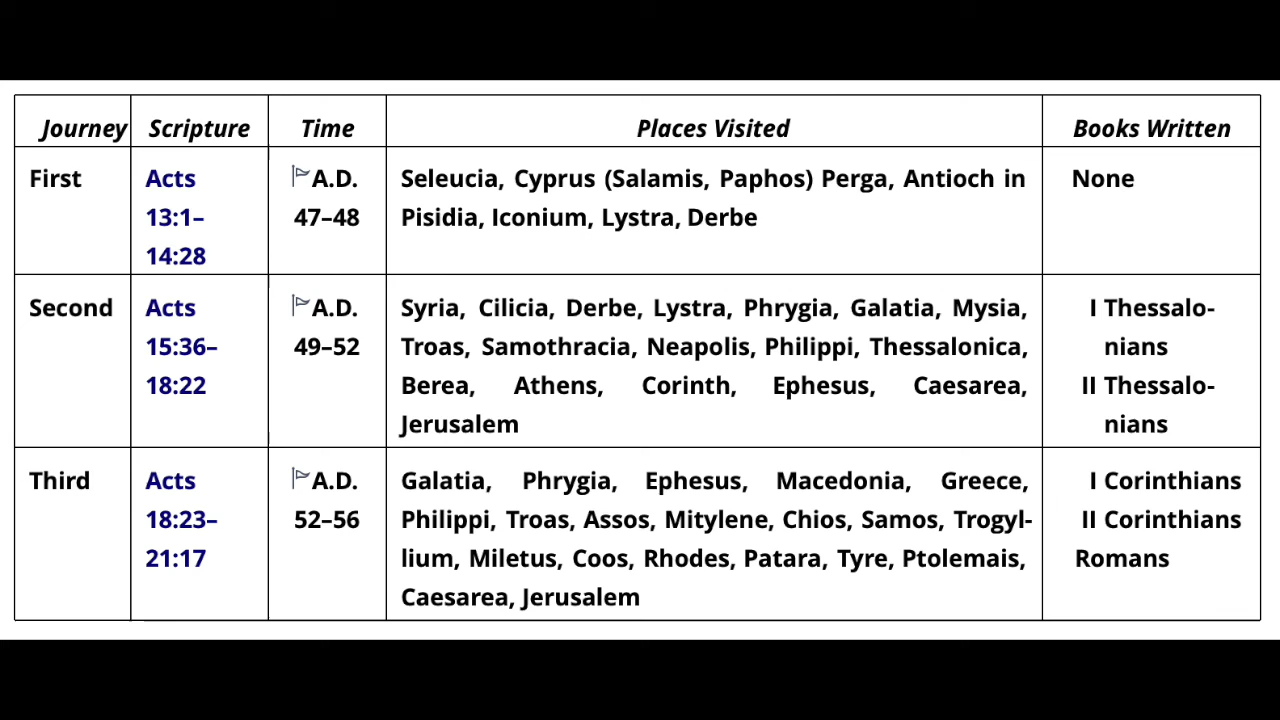 Journey Scripture Time Places Visited Books Written
First Acts 13:1–14:28 A.D. 47–48 Seleucia, Cyprus (Salamis, Paphos) Perga, Antioch in Pisidia, Iconium, Lystra, Derbe None
Second Acts 15:36–18:22 A.D. 49–52 Syria, Cilicia, Derbe, Lystra, Phrygia, Galatia, Mysia, Troas, Samothracia, Neapolis, Philippi, Thessalonica, Berea, Athens, Corinth, Ephesus, Caesarea, Jerusalem I Thessalo-nians II Thessalo-nians
Third Acts 18:23–21:17 A.D. 52–56 Galatia, Phrygia, Ephesus, Macedonia, Greece, Philippi, Troas, Assos, Mitylene, Chios, Samos, Trogyl-lium, Miletus, Coos, Rhodes, Patara, Tyre, Ptolemais, Caesarea, Jerusalem I Corinthians II Corinthians Romans